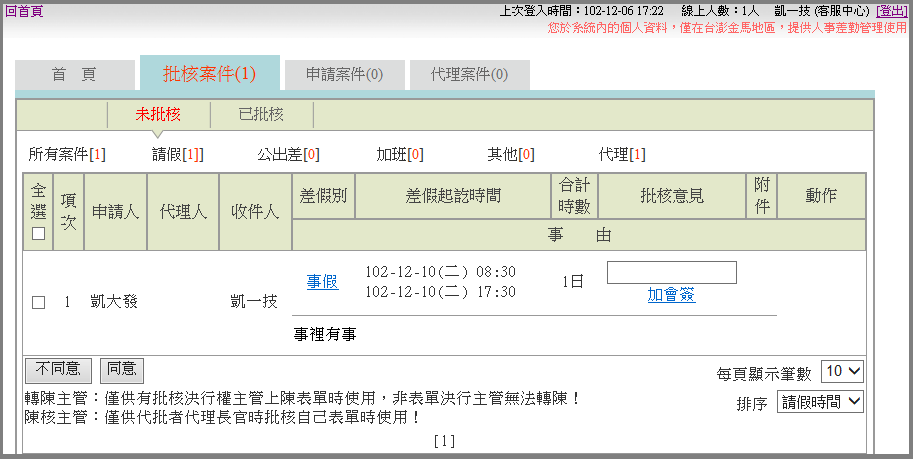 回首頁
上次登入時間：102-12-06 17:22 線上人數：1人 凱一技 (客服中心) [登出]
您於系統內的個人資料，僅在台澎金馬地區，提供人事差勤管理使用
首 頁 批核案件(1) 申請案件(0) 代理案件(0)
未批核 已批核
所有案件[1] 請假[1]] 公出差[0] 加班[0] 其他[0] 代理[1]
全選 項次 申請人 代理人 收件人 差假別 差假起訖時間 合計時數 批核意見 附件 動作
事 由
1 凱大發 凱一技 事假 102-12-10(二) 08:30
102-12-10(二) 17:30
1日
加會簽
事裡有事
不同意 同意
每頁顯示筆數 10
轉陳主管：僅供有批核決行權主管上陳表單時使用，非表單決行主管無法轉陳！
排序 請假時間
陳核主管：僅供代批者代理長官時批核自己表單時使用！
[1]